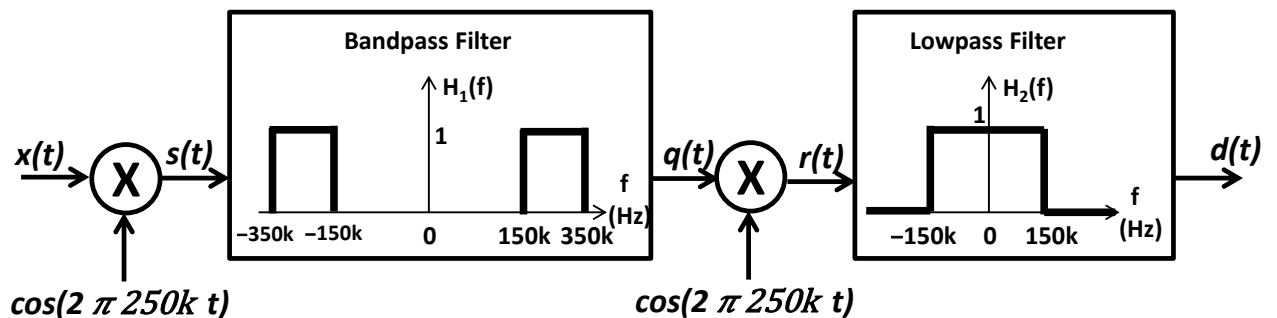 Bandpass Filter
H1(f)
1
f
(Hz)
−350k −150k 0 150k 350k
Lowpass Filter
H2(f)
1
f
(Hz)
−150k 0 150k
x(t)
X
s(t)
q(t)
X
r(t)
d(t)
cos(2 π 250k t)
cos(2 π 250k t)